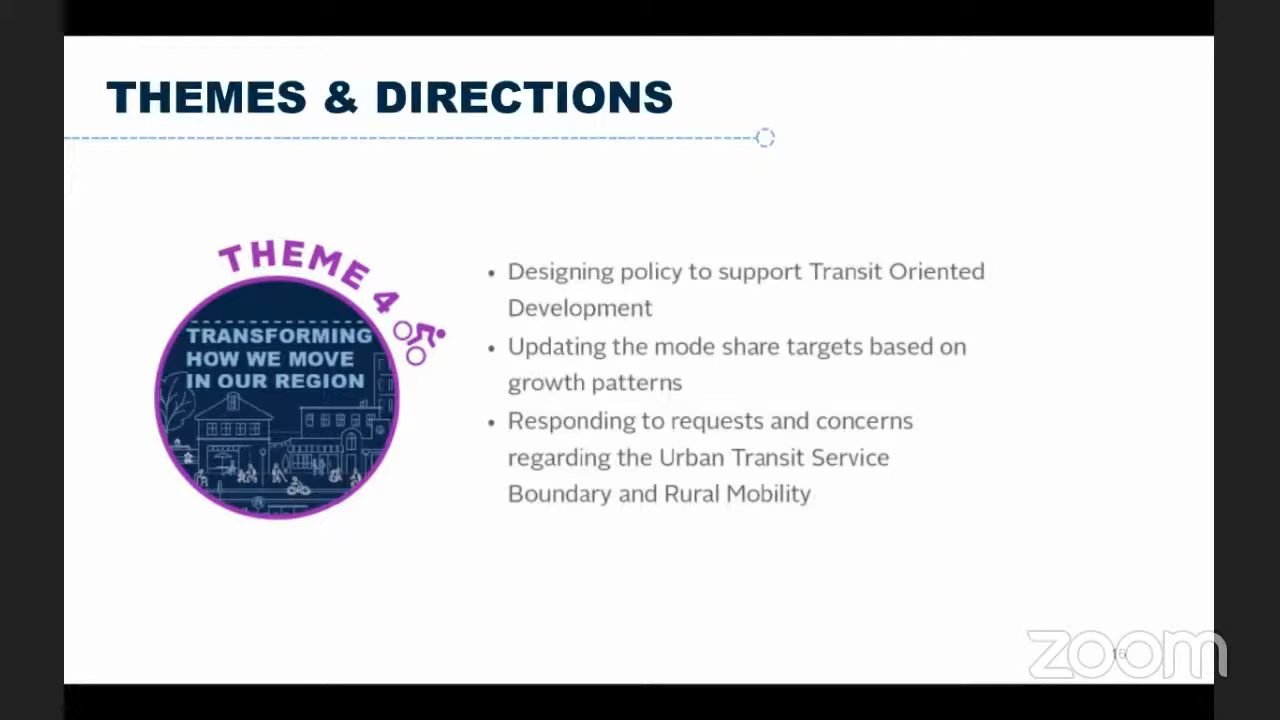 THEMES & DIRECTIONS
THEME 4
TRANSFORMING
HOW WE MOVE
IN OUR REGION
• Designing policy to support Transit Oriented
Development
• Updating the mode share targets based on
growth patterns
• Responding to requests and concerns
regarding the Urban Transit Service
Boundary and Rural Mobility
16
zoom